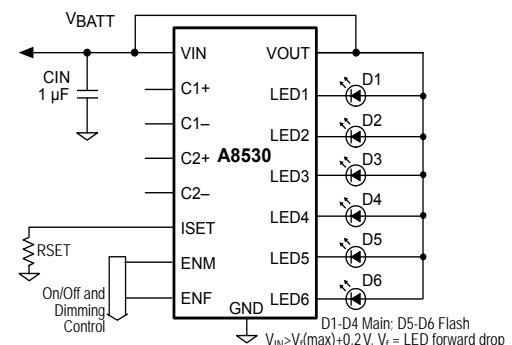 VBATT
VIN
VOUT
CIN
1 µF
C1+
C1–
C2+
C2–
A8530
LED1
D1
LED2
D2
LED3
D3
LED4
D4
LED5
D5
LED6
D6
ISET
RSET
ENM
ENF
GND
On/Off and
Dimming
Control
D1-D4 Main; D5-D6 Flash
VIN>Vf(max)+0.2 V, Vf = LED forward drop